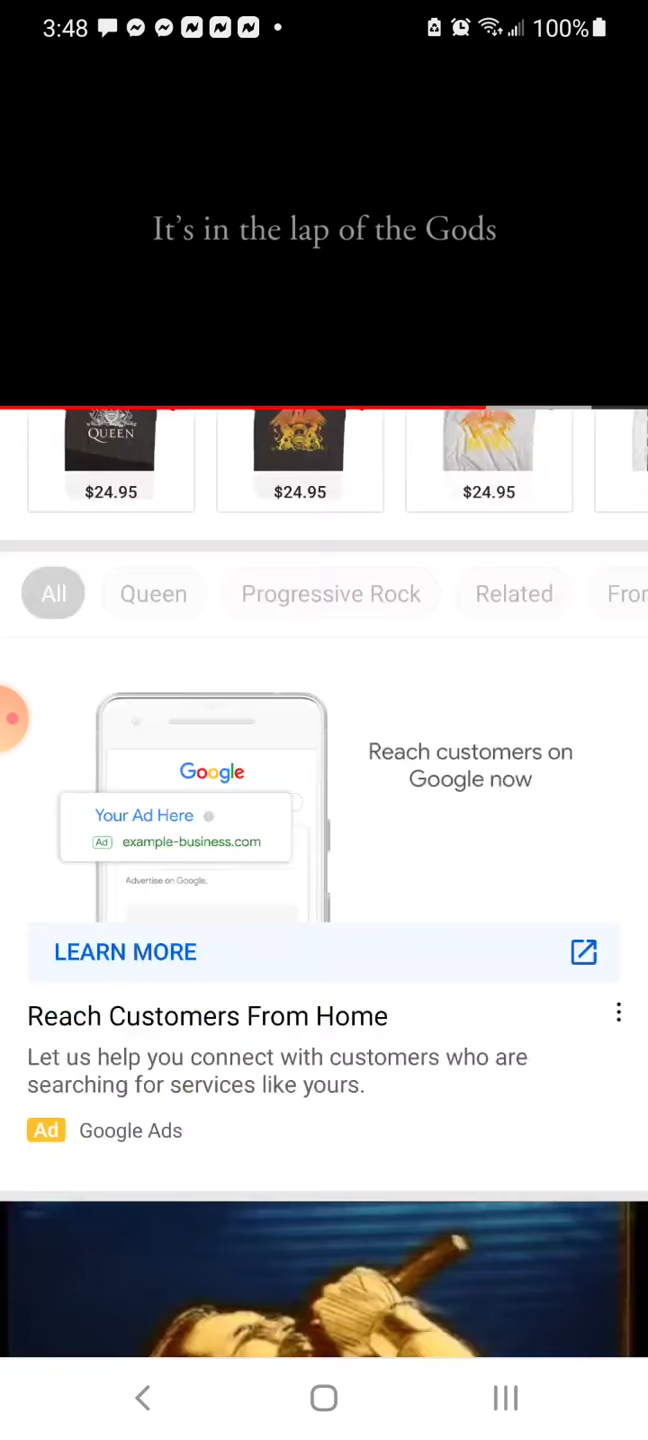 3:48
100%
It's in the lap of the Gods
QUEEN
$24.95
$24.95
$24.95
All
Queen
Progressive Rock
Related
Google
Reach customers on
Google now
Your Ad Here
Ad example-business.com
Advertise on Google.
LEARN MORE
Reach Customers From Home
Let us help you connect with customers who are
searching for services like yours.
Ad Google Ads